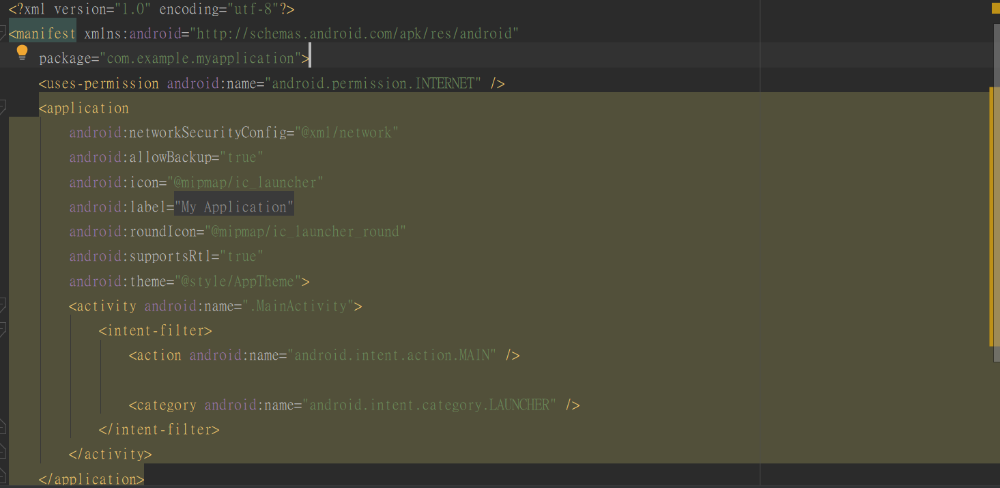 <?xml version="1.0" encoding="utf-8"?>
<manifest xmlns:android="http://schemas.android.com/apk/res/android"
package="com.example.myapplication">
<uses-permission android:name="android.permission.INTERNET" />
<application
android:networkSecurityConfig="@xml/network"
android:allowBackup="true"
android:icon="@mipmap/ic_launcher"
android:label="My Application"
android:roundIcon="@mipmap/ic_launcher_round"
android:supportsRtl="true"
android:theme="@style/AppTheme">
<activity android:name=".MainActivity">
<intent-filter>
<action android:name="android.intent.action.MAIN" />
<category android:name="android.intent.category.LAUNCHER" />
</intent-filter>
</activity>
</application>